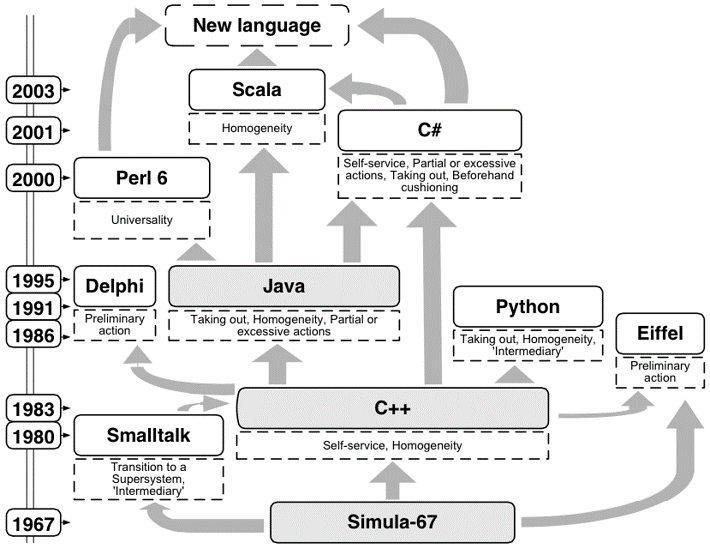 New language
2003
Scala
Homogeneity
2001
C#
Self-service, Partial or excessive
actions, Taking out, Beforehand
cushioning
2000
Perl 6
Universality
1995
Delphi
Preliminary
action
Java
Taking out, Homogeneity, Partial or
excessive actions
1991
Python
Taking out, Homogeneity,
'Intermediary'
1986
Eiffel
Preliminary
action
1983
C++
Self-service, Homogeneity
1980
Smalltalk
Transition to a
Supersystem,
'Intermediary'
1967
Simula-67